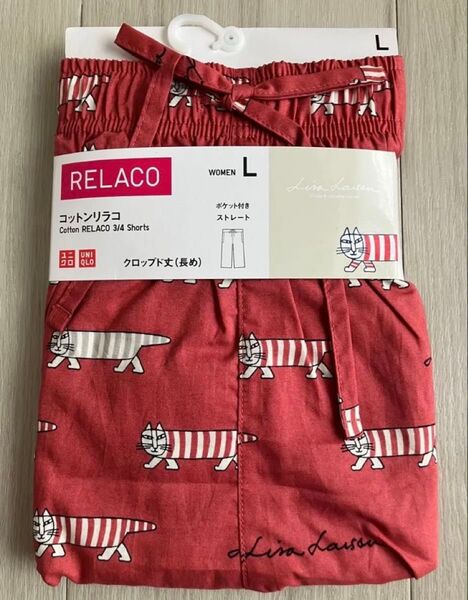 L
RELACO
WOMEN L
Lisa Larson
コットンリラコ
Cotton RELACO 3/4 Shorts
ポケット付き
ストレート
ユニ
クロ
UNI
QLO
クロップド丈(長め)
Lisa Larson